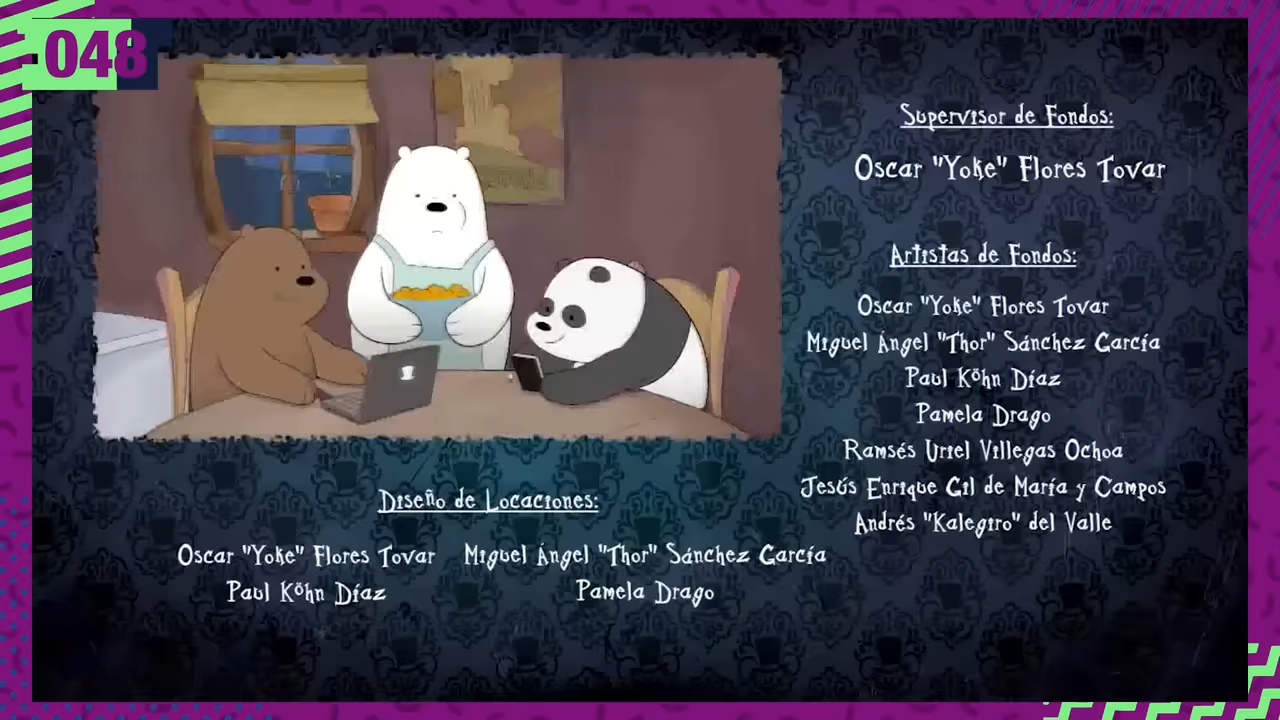 048
Supervisor de Fondos:
Oscar "Yoke" Flores Tovar
Artistas de Fondos:
Oscar "Yoke" Flores Tovar
Miguel Ángel "Thor" Sánchez García
Paul Köhn Díaz
Pamela Drago
Ramsés Uriel Villegas Ochoa
Jesús Enrique Gil de María y Campos
Andrés "Kalegiro" del Valle
Diseño de Locaciones:
Oscar "Yoke" Flores Tovar Miguel Ángel "Thor" Sánchez García
Paul Köhn Díaz Pamela Drago